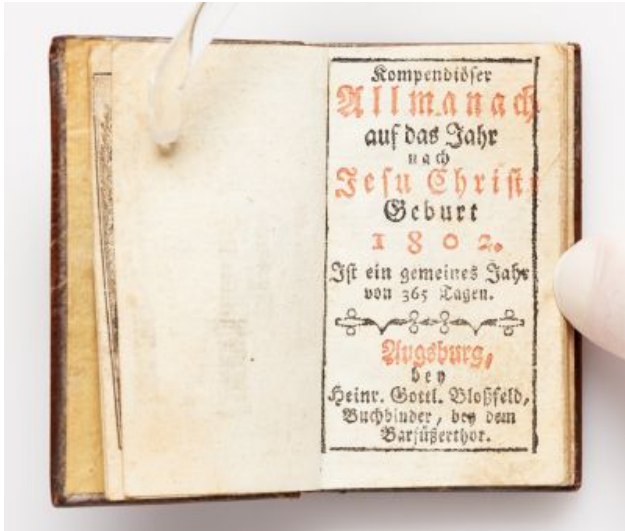 Kompendiöser
Allmanach
auf das Jahr
nach
Jesu Christi
Geburt
1802.
Ist ein gemeines Jahr
von 365 Tagen.
Augsburg,
bey
Heinr. Gottl. Bloßfeld,
Buchbinder, bey dem
Barfüßerthor.